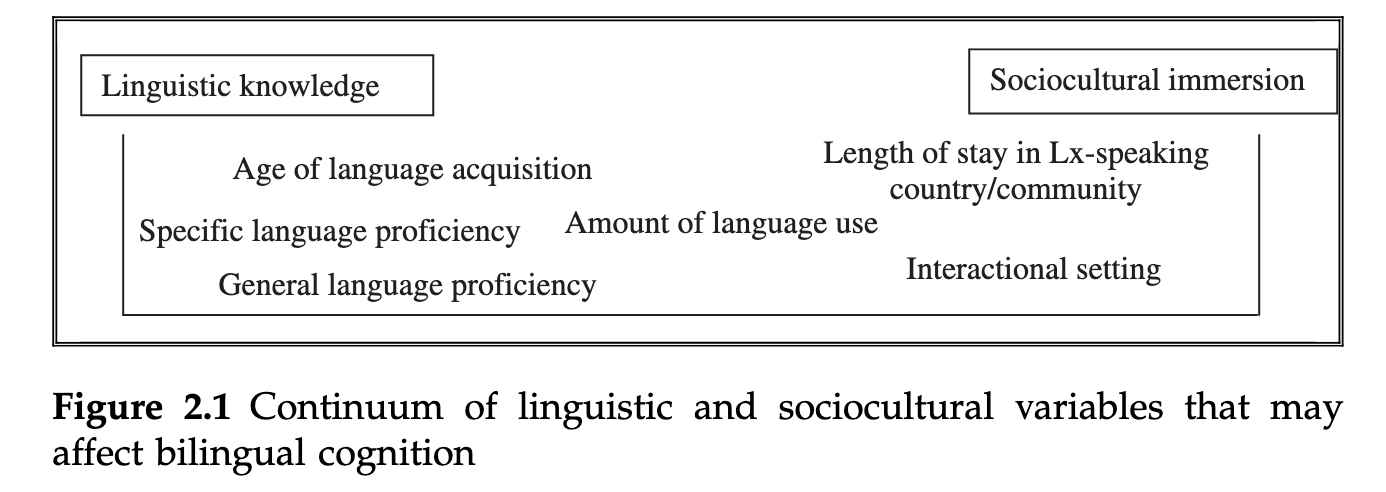 Linguistic knowledge
Sociocultural immersion
Age of language acquisition
Length of stay in Lx-speaking
country/community
Specific language proficiency
Amount of language use
General language proficiency
Interactional setting
Figure 2.1 Continuum of linguistic and sociocultural variables that may
affect bilingual cognition